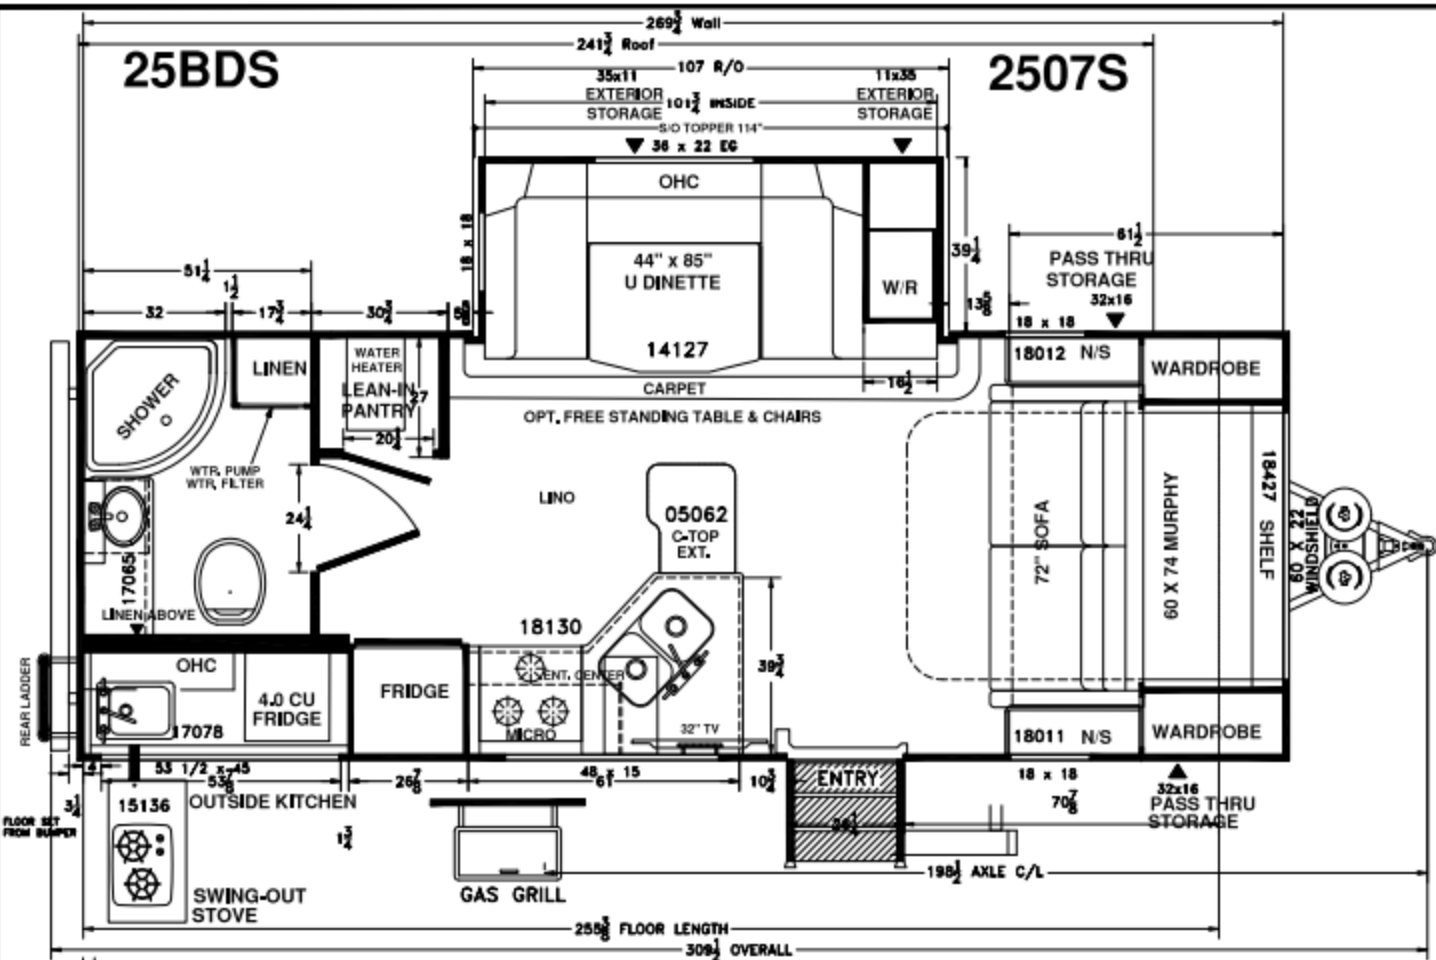 269¾ Wall
241¾ Roof
25BDS
2507S
107 R/O
35x11
EXTERIOR
STORAGE
11x35
EXTERIOR
STORAGE
101¾ INSIDE
S/O TOPPER 114"
36 x 22 EG
OHC
18 x 18
44" x 85"
U DINETTE
W/R
14127
39¼
61½
PASS THRU
STORAGE
32x16
51¼
1½
32
17¾
30¾
18 x 18
18012 N/S
WARDROBE
SHOWER
LINEN
WATER
HEATER
LEAN-IN
PANTRY
27
20¼
16½
CARPET
OPT. FREE STANDING TABLE & CHAIRS
WTR. PUMP
WTR. FILTER
24¼
LINO
05062
C-TOP
EXT.
72" SOFA
60 X 74 MURPHY
18427 SHELF
60 X 22
WINDSHIELD
17065
LINEN ABOVE
18130
39¾
ENT. CENTER
REAR LADDER
OHC
4.0 CU
FRIDGE
17078
FRIDGE
MICRO
32" TV
18011 N/S
WARDROBE
4
53 1/2 x 45
53⅞
26⅞
48 x 15
61
10¾
ENTRY
18 x 18
70⅞
32x16
PASS THRU
STORAGE
3¼
FLOOR SET
FROM BUMPER
15136
OUTSIDE KITCHEN
SWING-OUT
STOVE
GAS GRILL
198½ AXLE C/L
FLOOR LENGTH
309½ OVERALL